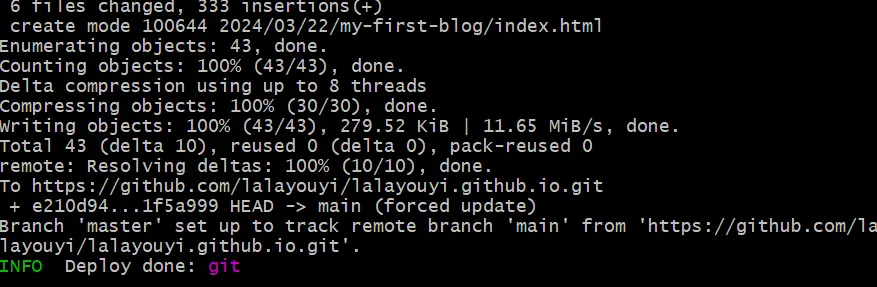 6 files changed, 333 insertions(+)
create mode 100644 2024/03/22/my-first-blog/index.html
Enumerating objects: 43, done.
Counting objects: 100% (43/43), done.
Delta compression using up to 8 threads
Compressing objects: 100% (30/30), done.
Writing objects: 100% (43/43), 279.52 KiB | 11.65 MiB/s, done.
Total 43 (delta 10), reused 0 (delta 0), pack-reused 0
remote: Resolving deltas: 100% (10/10), done.
To https://github.com/lalayouyi/lalayouyi.github.io.git
+ e210d94...1f5a999 HEAD -> main (forced update)
Branch 'master' set up to track remote branch 'main' from 'https://github.com/la
layouyi/lalayouyi.github.io.git'.
INFO  Deploy done: git